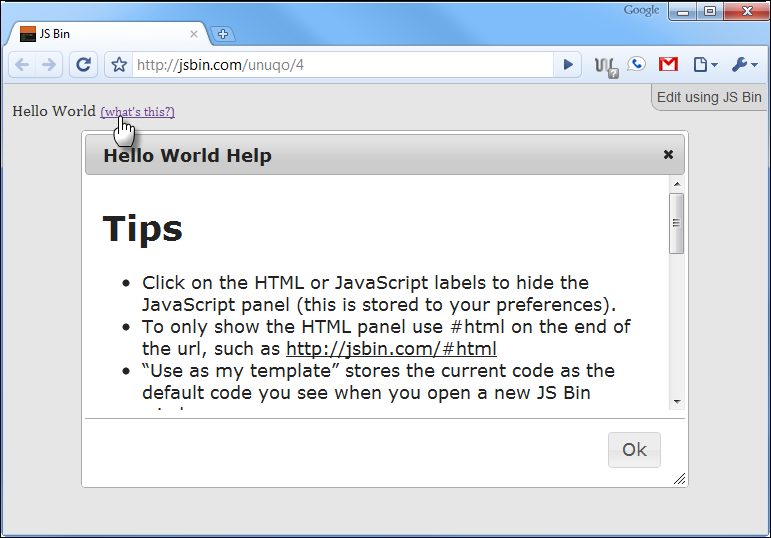 Google
JS Bin
http://jsbin.com/unuqo/4
Edit using JS Bin
Hello World (what's this?)
Hello World Help
Tips
• Click on the HTML or JavaScript labels to hide the
JavaScript panel (this is stored to your preferences).
• To only show the HTML panel use #html on the end of
the url, such as http://jsbin.com/#html
• “Use as my template” stores the current code as the
default code you see when you open a new JS Bin
Ok